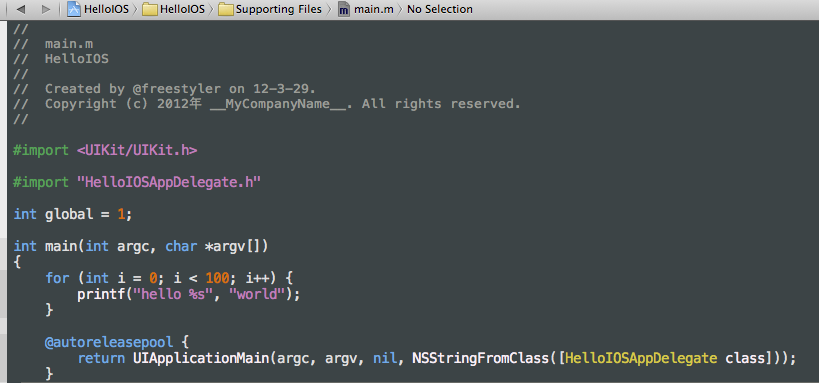 HelloIOS HelloIOS Supporting Files main.m No Selection
//
//  main.m
//  HelloIOS
//
//  Created by @freestyler on 12-3-29.
//  Copyright (c) 2012年 __MyCompanyName__. All rights reserved.
//
#import <UIKit/UIKit.h>
#import "HelloIOSAppDelegate.h"
int global = 1;
int main(int argc, char *argv[])
{
    for (int i = 0; i < 100; i++) {
        printf("hello %s", "world");
    }
    @autoreleasepool {
        return UIApplicationMain(argc, argv, nil, NSStringFromClass([HelloIOSAppDelegate class]));
    }